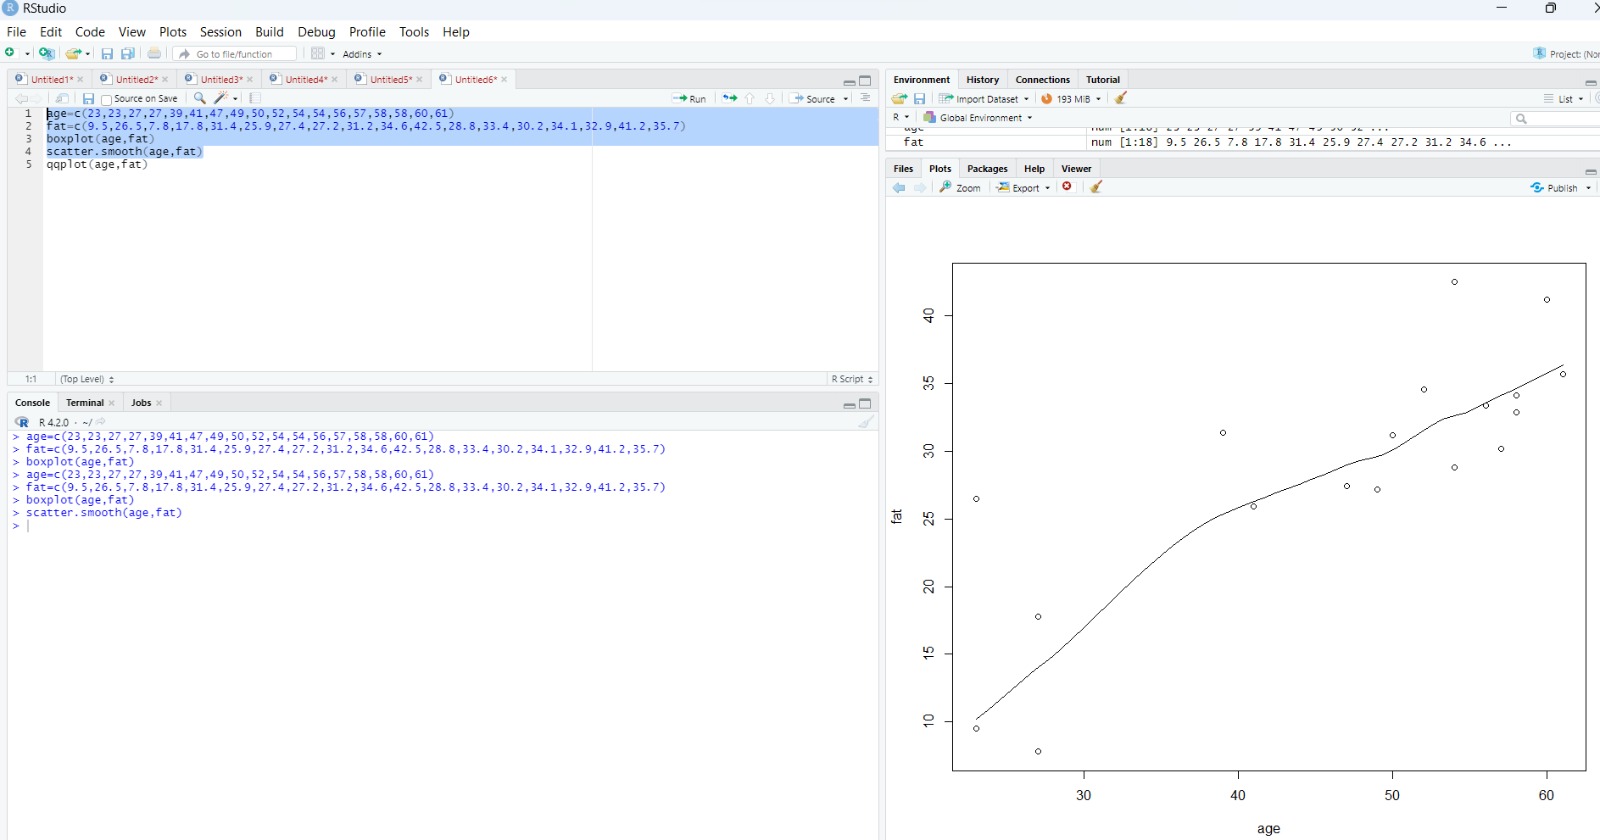 RStudio
File Edit Code View Plots Session Build Debug Profile Tools Help
Go to file/function Addins Project: (Nor
Untitled1* Untitled2* Untitled3* Untitled4* Untitled5* Untitled6*
Source on Save Run Source
1 age=c(23,23,27,27,39,41,47,49,50,52,54,54,56,57,58,58,60,61)
2 fat=c(9.5,26.5,7.8,17.8,31.4,25.9,27.4,27.2,31.2,34.6,42.5,28.8,33.4,30.2,34.1,32.9,41.2,35.7)
3 boxplot(age,fat)
4 scatter.smooth(age,fat)
5 qqplot(age,fat)
1:1 (Top Level) R Script
Console Terminal Jobs
R 4.2.0 · ~/
> age=c(23,23,27,27,39,41,47,49,50,52,54,54,56,57,58,58,60,61)
> fat=c(9.5,26.5,7.8,17.8,31.4,25.9,27.4,27.2,31.2,34.6,42.5,28.8,33.4,30.2,34.1,32.9,41.2,35.7)
> boxplot(age,fat)
> age=c(23,23,27,27,39,41,47,49,50,52,54,54,56,57,58,58,60,61)
> fat=c(9.5,26.5,7.8,17.8,31.4,25.9,27.4,27.2,31.2,34.6,42.5,28.8,33.4,30.2,34.1,32.9,41.2,35.7)
> boxplot(age,fat)
> scatter.smooth(age,fat)
>
Environment History Connections Tutorial
Import Dataset 193 MiB List
R Global Environment
fat num [1:18] 9.5 26.5 7.8 17.8 31.4 25.9 27.4 27.2 31.2 34.6 ...
Files Plots Packages Help Viewer
Zoom Export Publish
40
35
30
25
20
15
10
fat
30 40 50 60
age